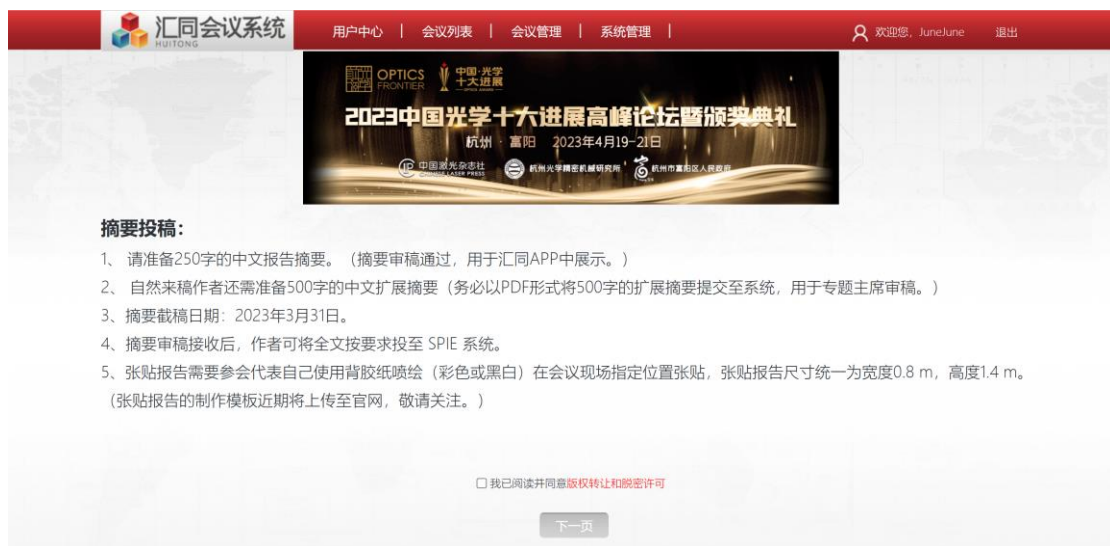 汇同会议系统
HUITONG
用户中心 | 会议列表 | 会议管理 | 系统管理 |
欢迎您，JuneJune 退出
OPTICS
FRONTIER
中国·光学
十大进展
2023中国光学十大进展高峰论坛暨颁奖典礼
杭州 · 富阳 2023年4月19-21日
中国激光杂志社
CHINESE LASER PRESS
杭州光学精密机械研究所
杭州市富阳区人民政府
摘要投稿：
1、 请准备250字的中文报告摘要。（摘要审稿通过，用于汇同APP中展示。）
2、 自然来稿作者还需准备500字的中文扩展摘要（务必以PDF形式将500字的扩展摘要提交至系统，用于专题主席审稿。）
3、摘要截稿日期：2023年3月31日。
4、摘要审稿接收后，作者可将全文按要求投至 SPIE 系统。
5、张贴报告需要参会代表自己使用背胶纸喷绘（彩色或黑白）在会议现场指定位置张贴，张贴报告尺寸统一为宽度0.8 m，高度1.4 m。
（张贴报告的制作模板近期将上传至官网，敬请关注。）
我已阅读并同意版权转让和脱密许可
下一页